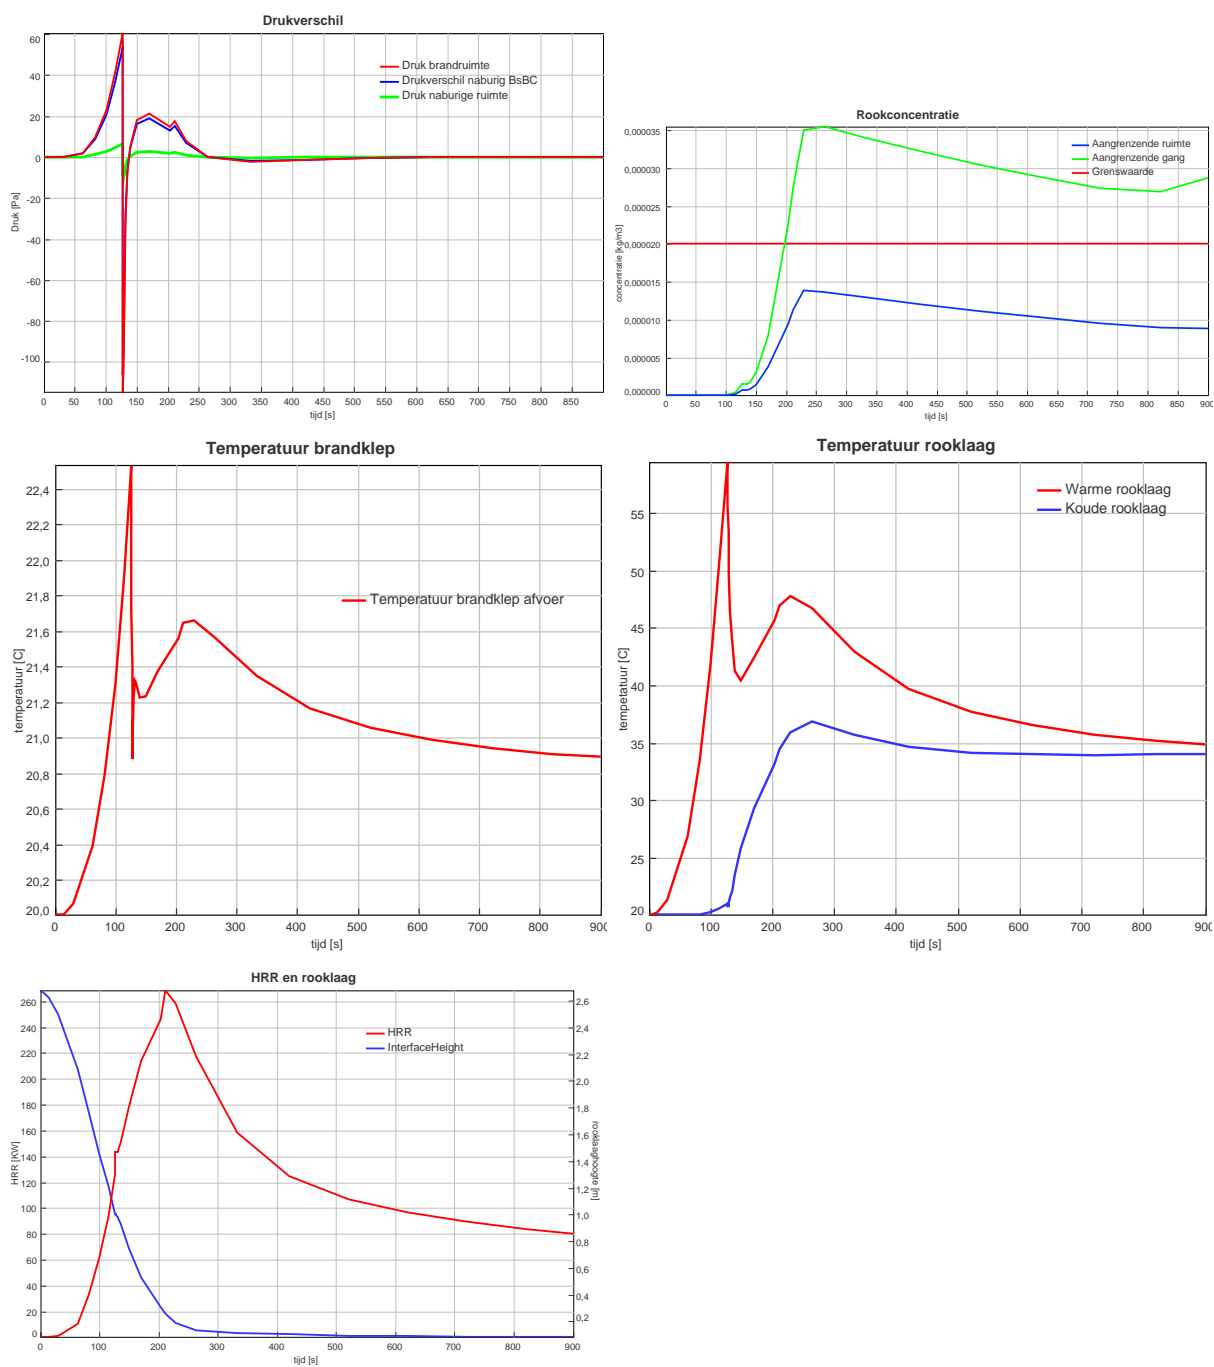 Drukverschil
60
40
20
0
-20
-40
-60
-80
-100
Druk [Pa]
Druk brandruimte
Drukverschil naburig BsBC
Druk naburige ruimte
0 50 100 150 200 250 300 350 400 450 500 550 600 650 700 750 800 850
tijd [s]
Rookconcentratie
0,000035
0,000030
0,000025
0,000020
0,000015
0,000010
0,000005
0,000000
concentratie [kg/m3]
Aangrenzende ruimte
Aangrenzende gang
Grenswaarde
0 50 100 150 200 250 300 350 400 450 500 550 600 650 700 750 800 850 900
tijd [s]
Temperatuur brandklep
22,4
22,2
22,0
21,8
21,6
21,4
21,2
21,0
20,8
20,6
20,4
20,2
20,0
temperatuur [C]
Temperatuur brandklep afvoer
0 100 200 300 400 500 600 700 800 900
tijd [s]
Temperatuur rooklaag
55
50
45
40
35
30
25
20
tempetatuur [C]
Warme rooklaag
Koude rooklaag
0 100 200 300 400 500 600 700 800 900
tijd [s]
HRR en rooklaag
260
240
220
200
180
160
140
120
100
80
60
40
20
0
HRR [KW]
HRR
InterfaceHeight
2,6
2,4
2,2
2,0
1,8
1,6
1,4
1,2
1,0
0,8
0,6
0,4
0,2
rooklaaghoogte [m]
0 100 200 300 400 500 600 700 800 900
tijd [s]